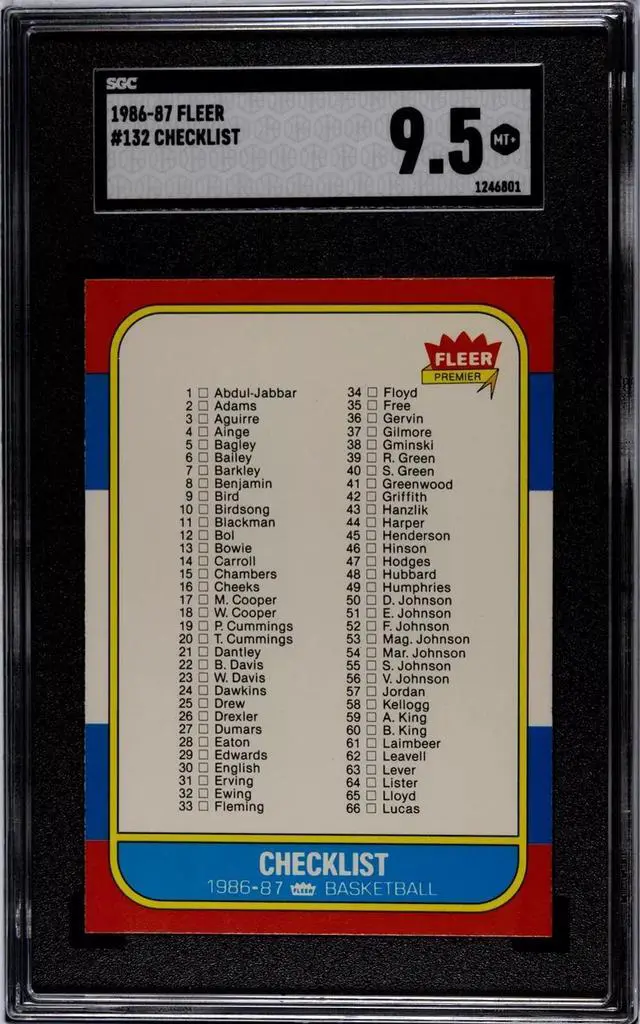 SGC
1986-87 FLEER
#132 CHECKLIST
9.5 MT+
1246801
FLEER
PREMIER
1 Abdul-Jabbar
2 Adams
3 Aguirre
4 Ainge
5 Bagley
6 Bailey
7 Barkley
8 Benjamin
9 Bird
10 Birdsong
11 Blackman
12 Bol
13 Bowie
14 Carroll
15 Chambers
16 Cheeks
17 M. Cooper
18 W. Cooper
19 P. Cummings
20 T. Cummings
21 Dantley
22 B. Davis
23 W. Davis
24 Dawkins
25 Drew
26 Drexler
27 Dumars
28 Eaton
29 Edwards
30 English
31 Erving
32 Ewing
33 Fleming
34 Floyd
35 Free
36 Gervin
37 Gilmore
38 Gminski
39 R. Green
40 S. Green
41 Greenwood
42 Griffith
43 Hanzlik
44 Harper
45 Henderson
46 Hinson
47 Hodges
48 Hubbard
49 Humphries
50 D. Johnson
51 E. Johnson
52 F. Johnson
53 Mag. Johnson
54 Mar. Johnson
55 S. Johnson
56 V. Johnson
57 Jordan
58 Kellogg
59 A. King
60 B. King
61 Laimbeer
62 Leavell
63 Lever
64 Lister
65 Lloyd
66 Lucas
CHECKLIST
1986-87 FLEER BASKETBALL